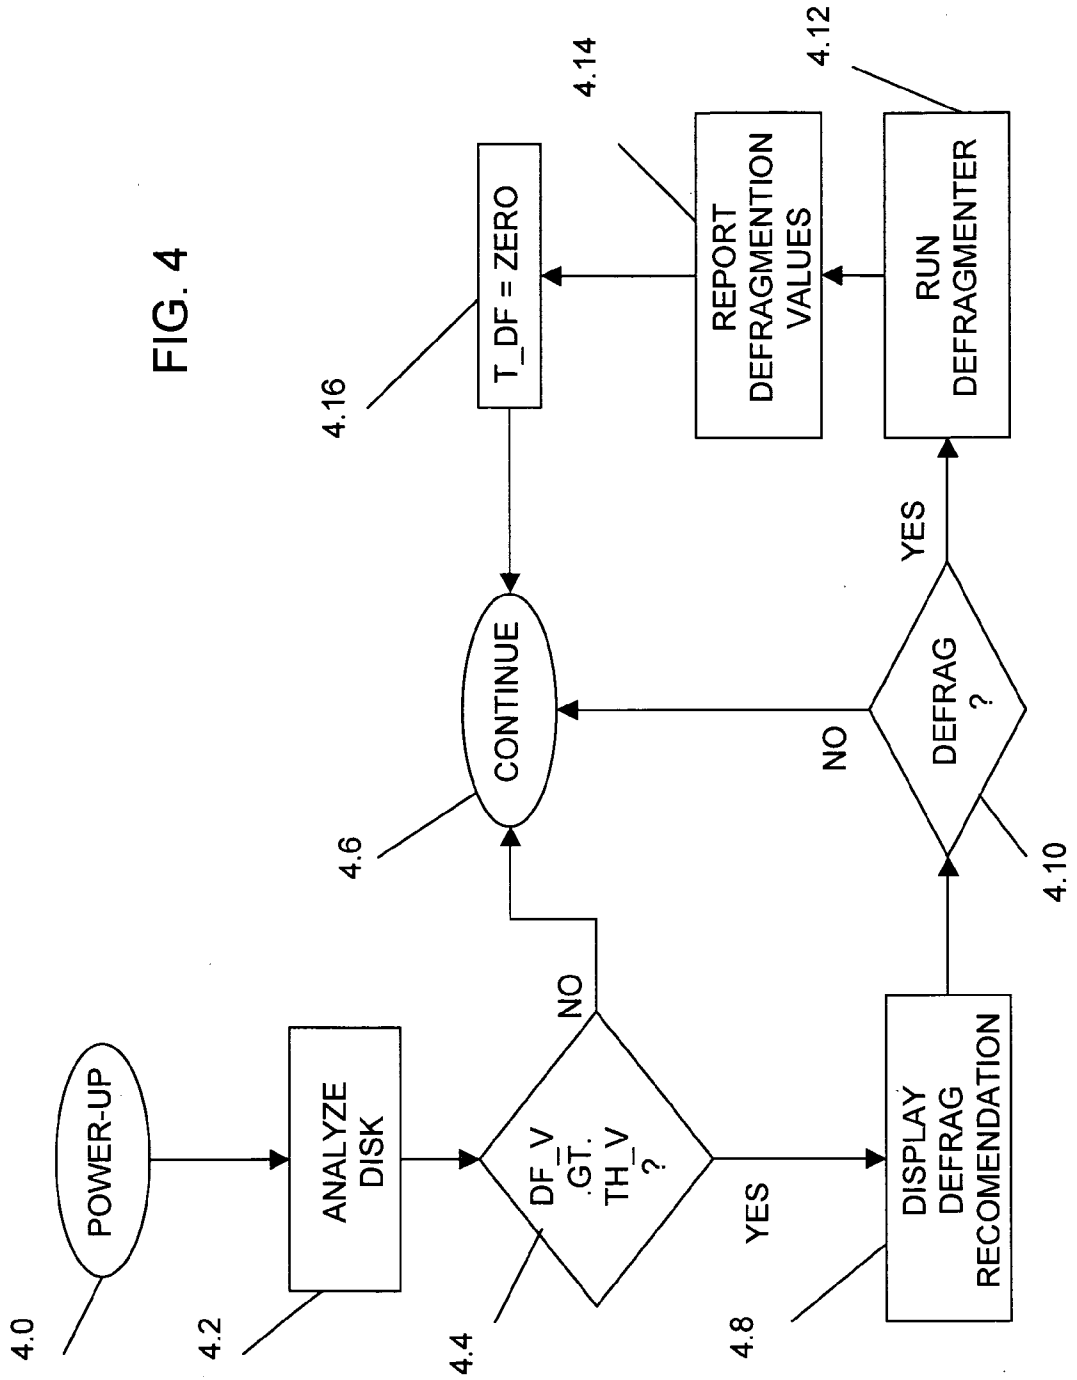 FIG. 4
4.0
POWER-UP
4.2
ANALYZE
DISK
4.4
DF_V
.GT.
TH_V
?
NO
YES
4.6
CONTINUE
4.8
DISPLAY
DEFRAG
RECOMENDATION
4.10
DEFRAG
?
NO
YES
4.12
RUN
DEFRAGMENTER
4.14
REPORT
DEFRAGMENTION
VALUES
4.16
T_DF = ZERO